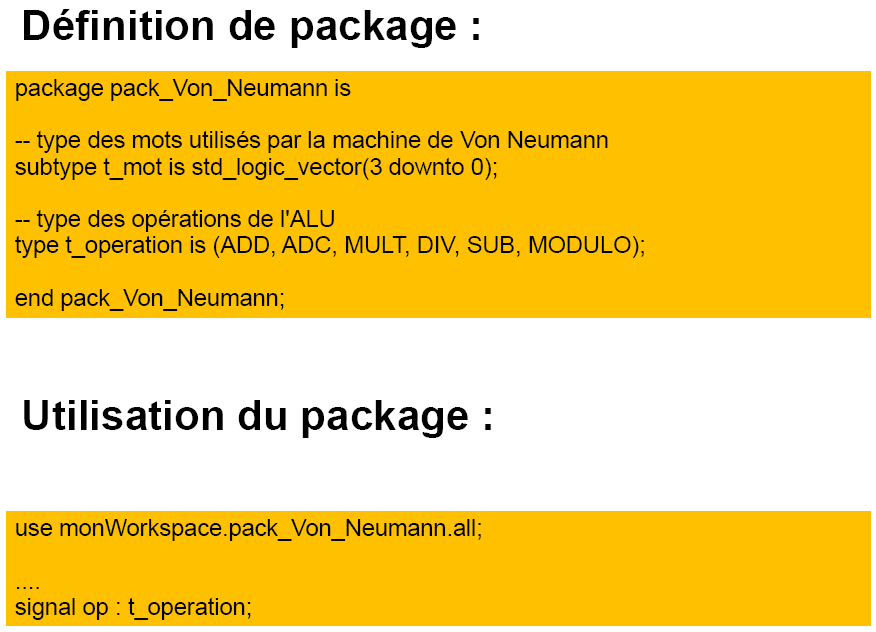 Définition de package :
package pack_Von_Neumann is
-- type des mots utilisés par la machine de Von Neumann
subtype t_mot is std_logic_vector(3 downto 0);
-- type des opérations de l'ALU
type t_operation is (ADD, ADC, MULT, DIV, SUB, MODULO);
end pack_Von_Neumann;
Utilisation du package :
use monWorkspace.pack_Von_Neumann.all;
....
signal op : t_operation;